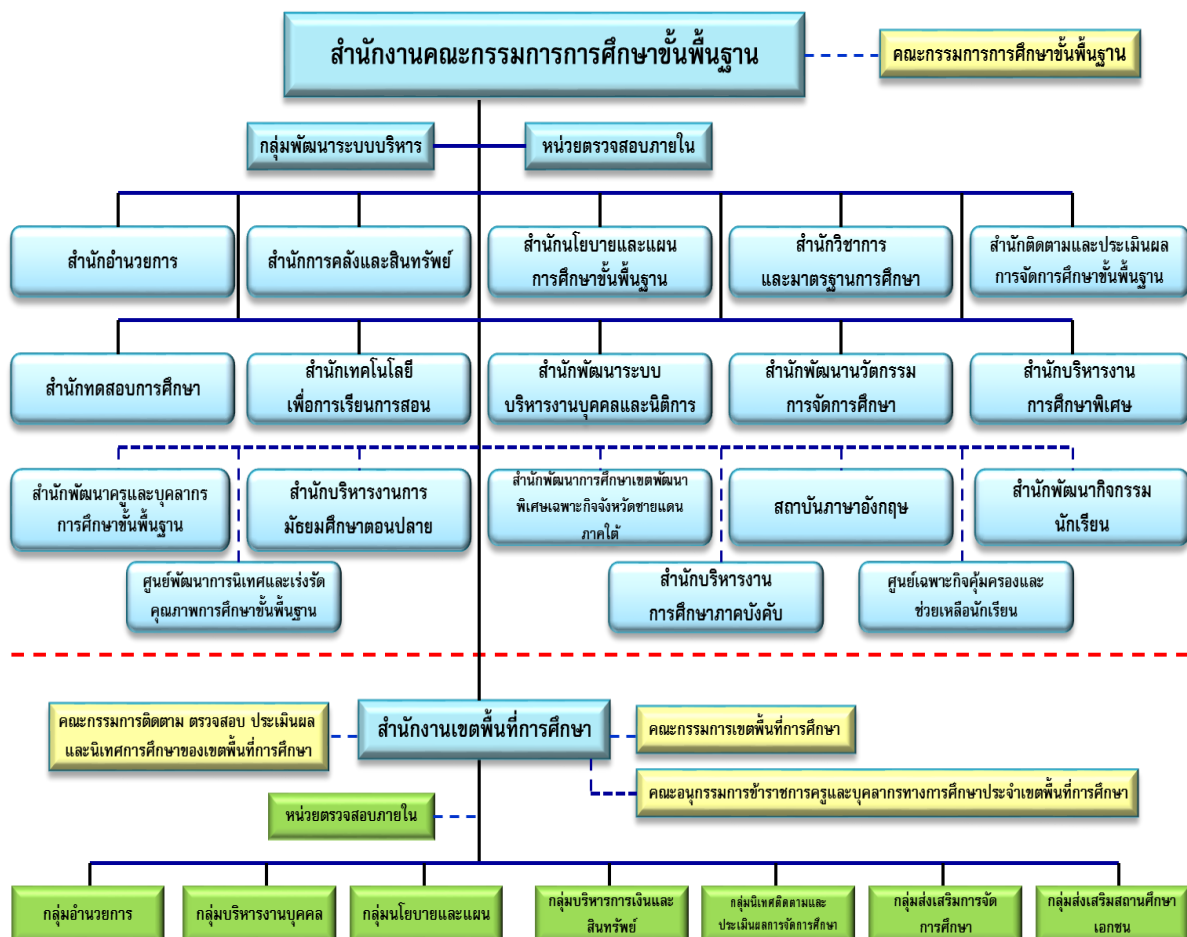 สำนักงานคณะกรรมการการศึกษาขั้นพื้นฐาน
คณะกรรมการการศึกษาขั้นพื้นฐาน
กลุ่มพัฒนาระบบบริหาร
หน่วยตรวจสอบภายใน
สำนักอำนวยการ
สำนักการคลังและสินทรัพย์
สำนักนโยบายและแผน
การศึกษาขั้นพื้นฐาน
สำนักวิชาการ
และมาตรฐานการศึกษา
สำนักติดตามและประเมินผล
การจัดการศึกษาขั้นพื้นฐาน
สำนักทดสอบการศึกษา
สำนักเทคโนโลยี
เพื่อการเรียนการสอน
สำนักพัฒนาระบบ
บริหารงานบุคคลและนิติการ
สำนักพัฒนานวัตกรรม
การจัดการศึกษา
สำนักบริหารงาน
การศึกษาพิเศษ
สำนักพัฒนาครูและบุคลากร
การศึกษาขั้นพื้นฐาน
สำนักบริหารงานการ
มัธยมศึกษาตอนปลาย
สำนักพัฒนาการศึกษาเขตพัฒนา
พิเศษเฉพาะกิจจังหวัดชายแดน
ภาคใต้
สถาบันภาษาอังกฤษ
สำนักพัฒนากิจกรรม
นักเรียน
ศูนย์พัฒนาการนิเทศและเร่งรัด
คุณภาพการศึกษาขั้นพื้นฐาน
สำนักบริหารงาน
การศึกษาภาคบังคับ
ศูนย์เฉพาะกิจคุ้มครองและ
ช่วยเหลือนักเรียน
คณะกรรมการติดตาม ตรวจสอบ ประเมินผล
และนิเทศการศึกษาของเขตพื้นที่การศึกษา
สำนักงานเขตพื้นที่การศึกษา
คณะกรรมการเขตพื้นที่การศึกษา
คณะอนุกรรมการข้าราชการครูและบุคลากรทางการศึกษาประจำเขตพื้นที่การศึกษา
หน่วยตรวจสอบภายใน
กลุ่มอำนวยการ
กลุ่มบริหารงานบุคคล
กลุ่มนโยบายและแผน
กลุ่มบริหารการเงินและ
สินทรัพย์
กลุ่มนิเทศติดตามและ
ประเมินผลการจัดการศึกษา
กลุ่มส่งเสริมการจัด
การศึกษา
กลุ่มส่งเสริมสถานศึกษา
เอกชน